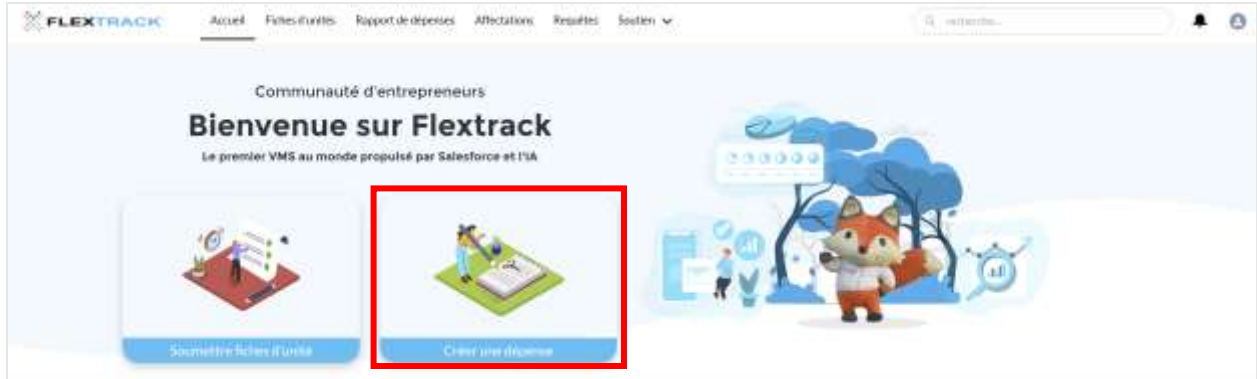 FLEXTRACK Accueil Fiches d'unités Rapport de dépenses Affectations Requêtes Soutien recherche...
Communauté d'entrepreneurs
Bienvenue sur Flextrack
Le premier VMS au monde propulsé par Salesforce et l'IA
Soumettre fiches d'unité Créer une dépense